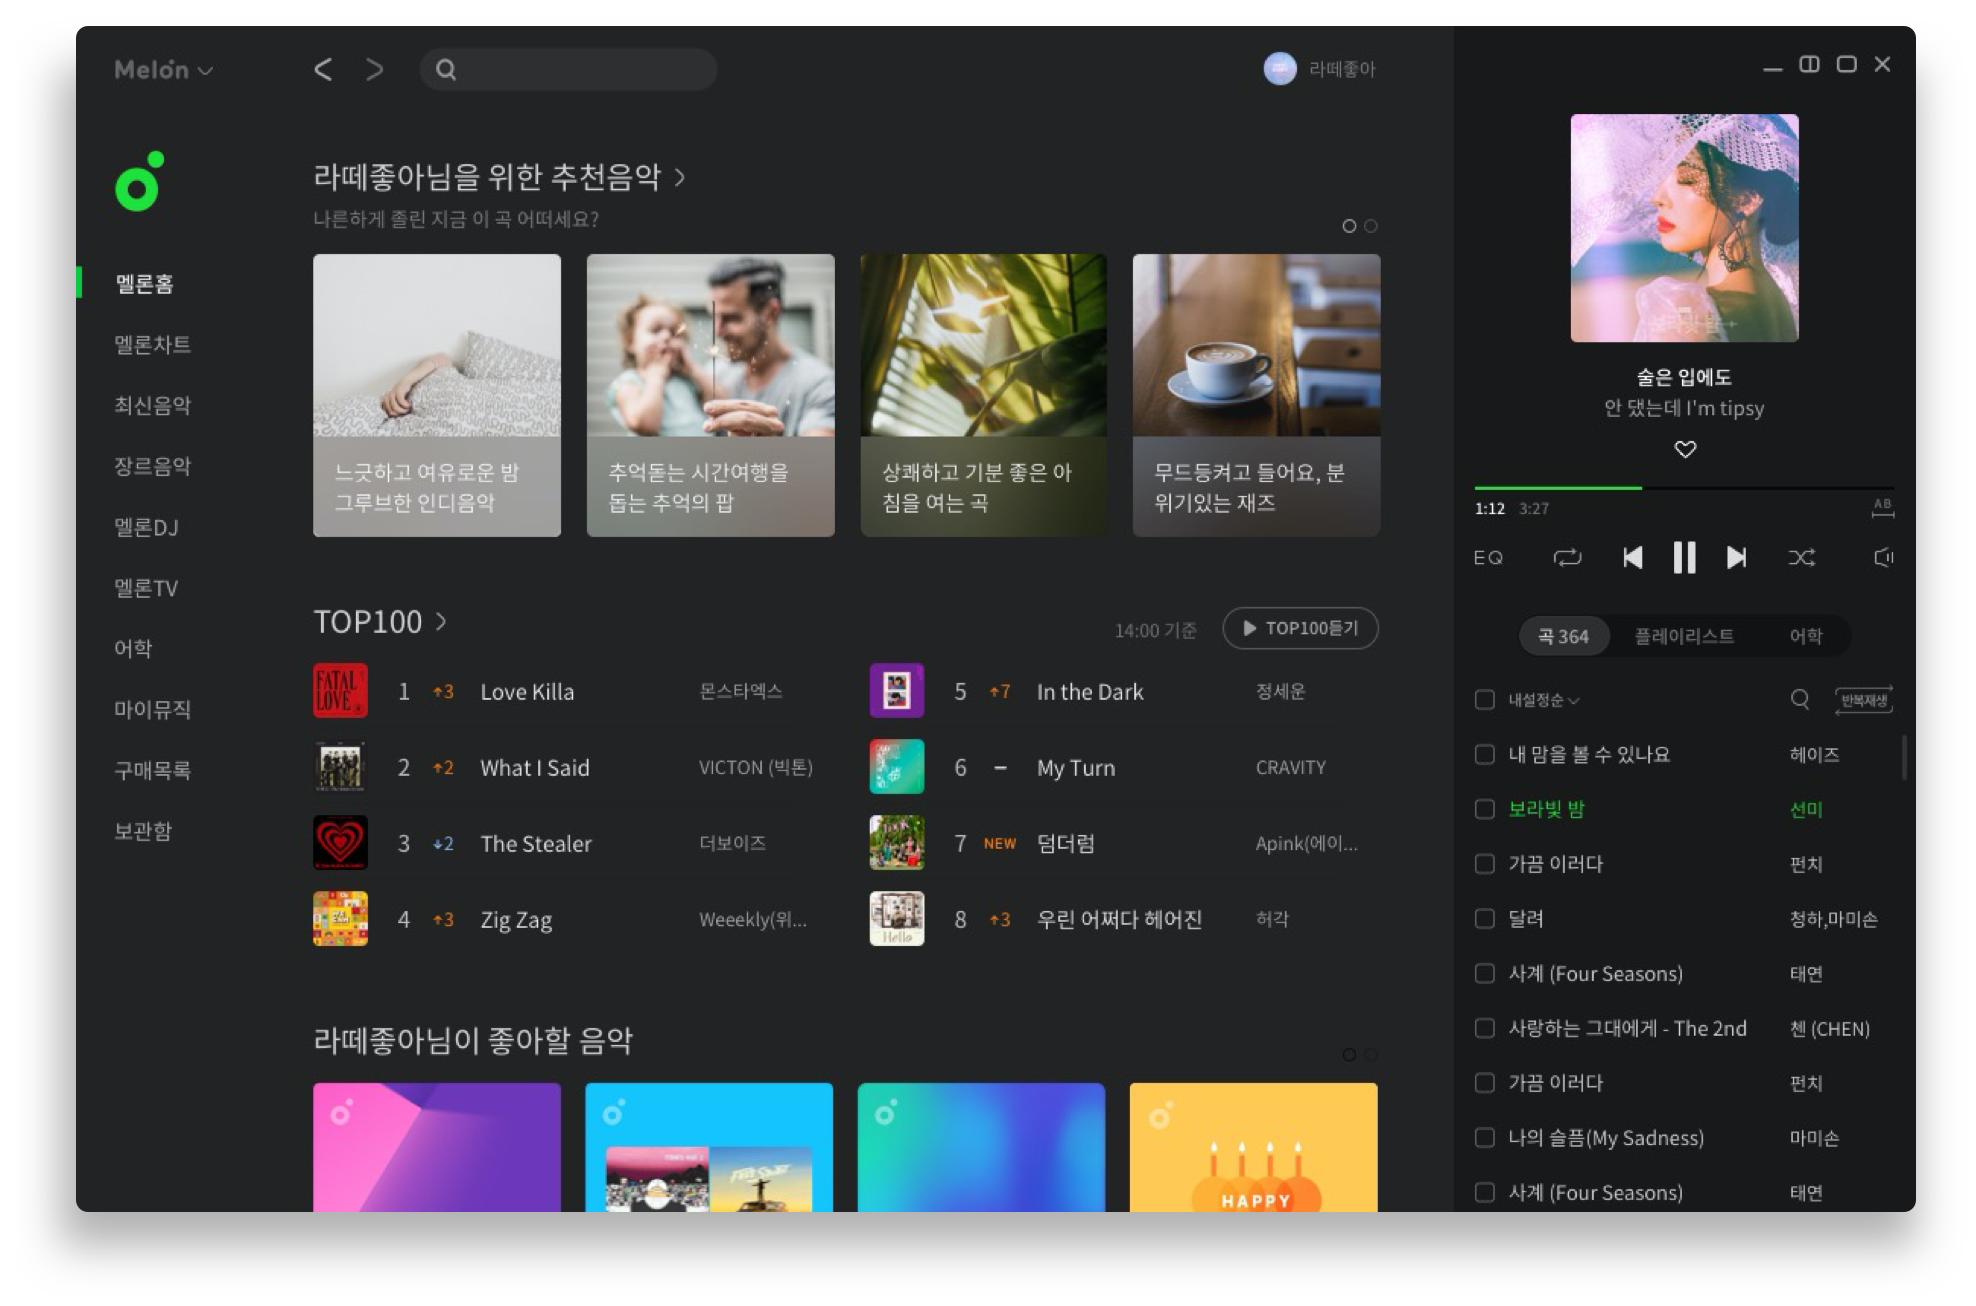 Melon
라떼좋아
라떼좋아님을 위한 추천음악
나른하게 졸린 지금 이 곡 어떠세요?
멜론홈
멜론차트
최신음악
장르음악
멜론DJ
멜론TV
어학
마이뮤직
구매목록
보관함
느긋하고 여유로운 밤
그루브한 인디음악
추억돋는 시간여행을
돕는 추억의 팝
상쾌하고 기분 좋은 아
침을 여는 곡
무드등켜고 들어요, 분
위기있는 재즈
TOP100
14:00 기준
TOP100듣기
FATAL LOVE
1 3 Love Killa 몬스타엑스
2 2 What I Said VICTON (빅톤)
3 2 The Stealer 더보이즈
4 3 Zig Zag Weeekly(위...
5 7 In the Dark 정세운
6 – My Turn CRAVITY
7 NEW 덤더럼 Apink(에이...
8 3 우린 어쩌다 헤어진 허각
Hello
라떼좋아님이 좋아할 음악
HAPPY
보라빛 밤
술은 입에도
안 댔는데 I'm tipsy
1:12 3:27
AB
EQ
곡 364 플레이리스트 어학
내설정순 반복재생
내 맘을 볼 수 있나요 헤이즈
보라빛 밤 선미
가끔 이러다 펀치
달려 청하,마미손
사계 (Four Seasons) 태연
사랑하는 그대에게 - The 2nd 첸 (CHEN)
가끔 이러다 펀치
나의 슬픔(My Sadness) 마미손
사계 (Four Seasons) 태연